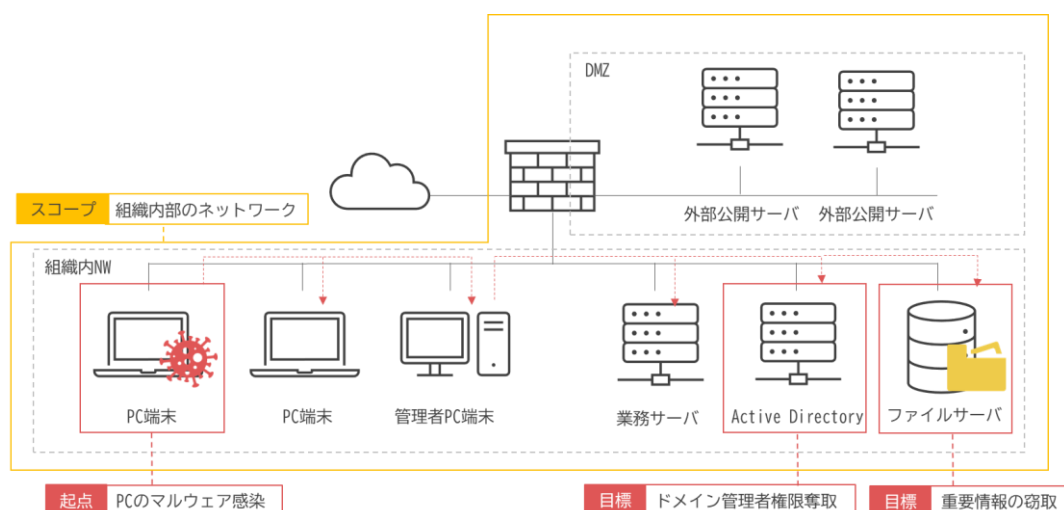 DMZ
外部公開サーバ 外部公開サーバ
スコープ 組織内部のネットワーク
組織内NW
PC端末 PC端末 管理者PC端末 業務サーバ Active Directory ファイルサーバ
起点 PCのマルウェア感染 目標 ドメイン管理者権限奪取 目標 重要情報の窃取